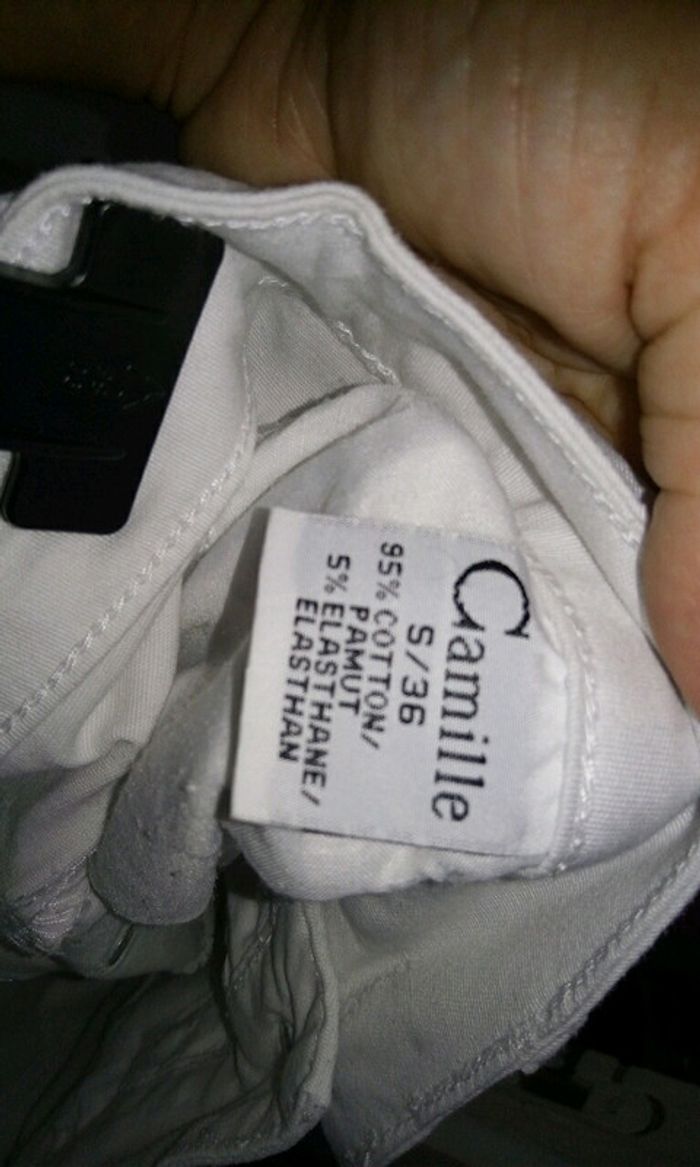 Camille
S/36
95% COTTON/
PAMUT
5% ELASTHANE/
ELASTHAN